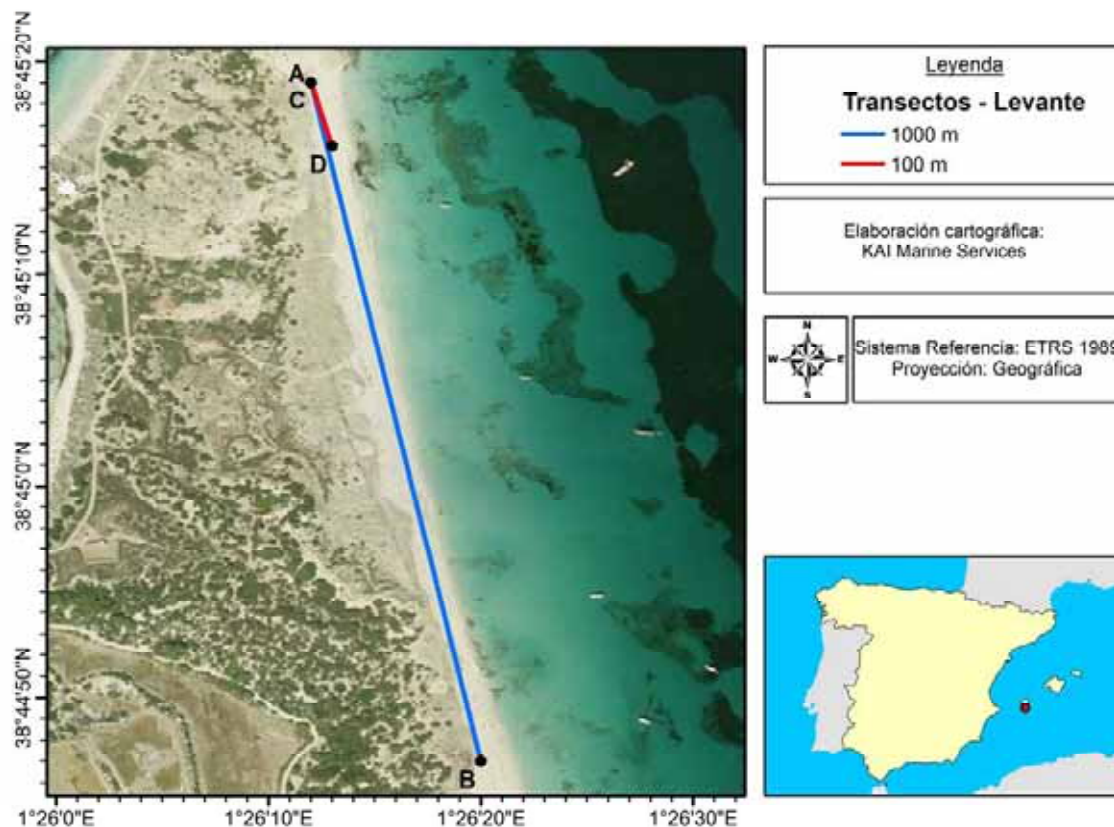 38°45'20"N
38°45'10"N
38°45'0"N
38°44'50"N
A
C
D
B
1°26'0"E
1°26'10"E
1°26'20"E
1°26'30"E
Leyenda
Transectos - Levante
1000 m
100 m
Elaboración cartográfica:
KAI Marine Services
N
W
E
S
Sistema Referencia: ETRS 1989
Proyección: Geográfica